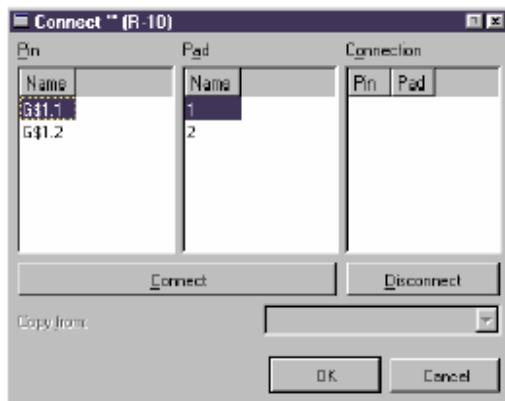 Connect '' (R-10)
Pin Pad Connection
Name Name Pin Pad
G$1.1 1
G$1.2 2
Connect Disconnect
Copy from:
OK Cancel